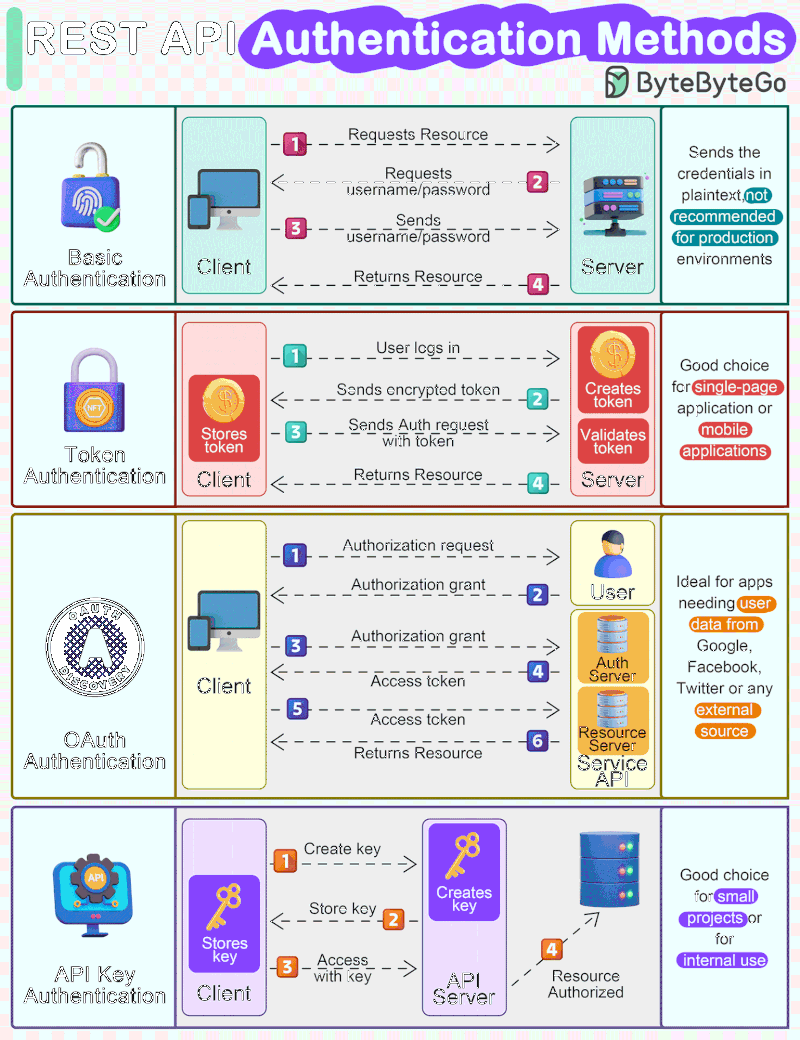 REST API Authentication Methods
ByteByteGo
Basic
Authentication
Client
1
Requests Resource
Requests
username/password
2
3
Sends
username/password
Returns Resource
4
Server
Sends the
credentials in
plaintext,not
recommended
for production
environments
NFT
Token
Authentication
Stores
token
Client
1
User logs in
Sends encrypted token
2
3
Sends Auth request
with token
Returns Resource
4
Creates
token
Validates
token
Server
Good choice
for single-page
application or
mobile
applications
OAUTH
DISCOVERY
OAuth
Authentication
Client
1
Authorization request
Authorization grant
2
3
Authorization grant
4
Access token
5
Access token
6
Returns Resource
User
Auth
Server
Resource
Server
Service
API
Ideal for apps
needing user
data from
Google,
Facebook,
Twitter or any
external
source
API
API Key
Authentication
Stores
key
Client
1
Create key
Store key
2
3
Access
with key
Creates
key
API
Server
4
Resource
Authorized
Good choice
for small
projects or
for
internal use